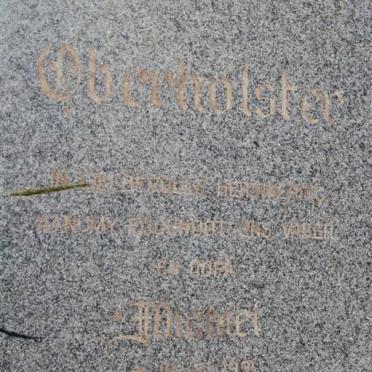 Oberholster
IN LIEFDEVOLLE HERINNERING
AAN MY EGGENOOT, ONS VADER
EN OUPA